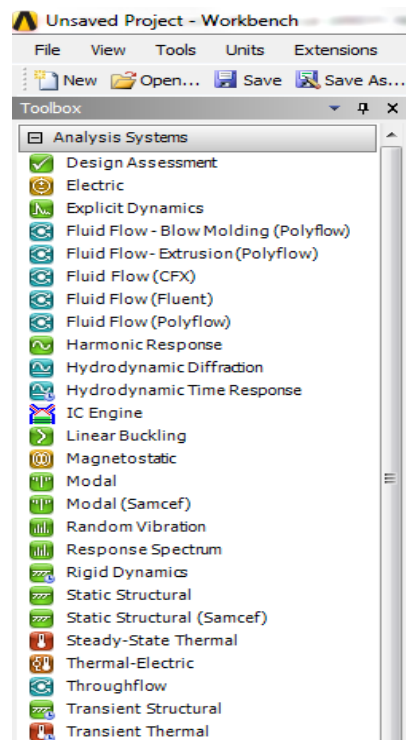 Unsaved Project - Workbench
File View Tools Units Extensions
New Open... Save Save As...
Toolbox
Analysis Systems
Design Assessment
Electric
Explicit Dynamics
Fluid Flow - Blow Molding (Polyflow)
Fluid Flow - Extrusion (Polyflow)
Fluid Flow (CFX)
Fluid Flow (Fluent)
Fluid Flow (Polyflow)
Harmonic Response
Hydrodynamic Diffraction
Hydrodynamic Time Response
IC Engine
Linear Buckling
Magnetostatic
Modal
Modal (Samcef)
Random Vibration
Response Spectrum
Rigid Dynamics
Static Structural
Static Structural (Samcef)
Steady-State Thermal
Thermal-Electric
Throughflow
Transient Structural
Transient Thermal